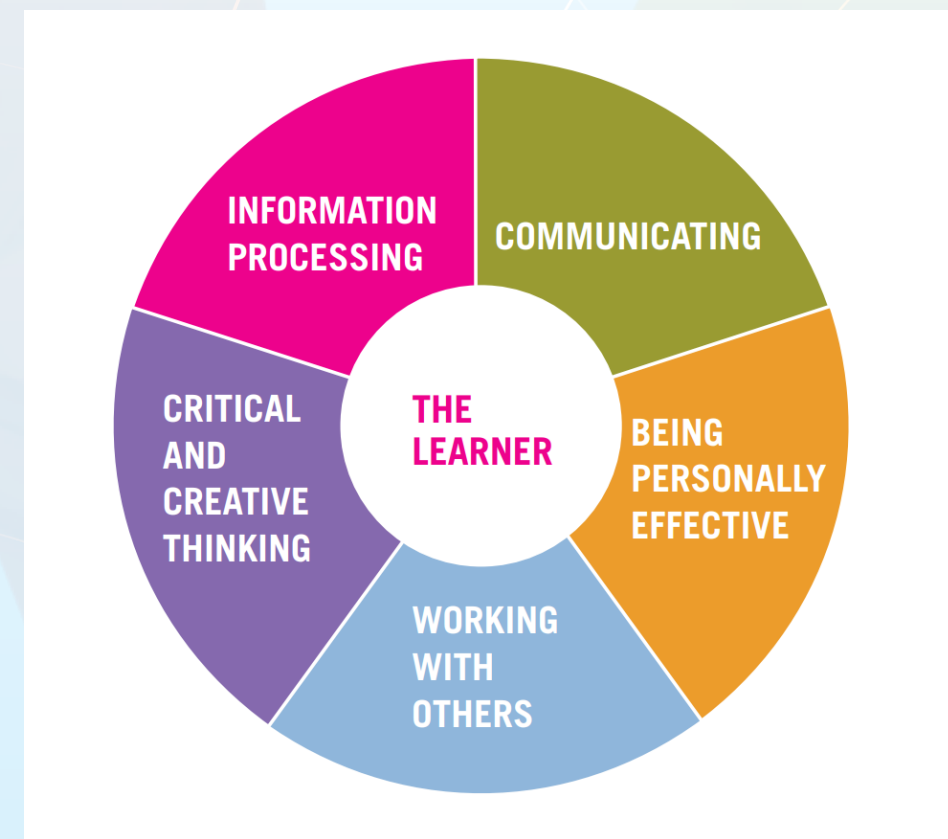 INFORMATION
PROCESSING
COMMUNICATING
CRITICAL
AND
CREATIVE
THINKING
THE
LEARNER
BEING
PERSONALLY
EFFECTIVE
WORKING
WITH
OTHERS